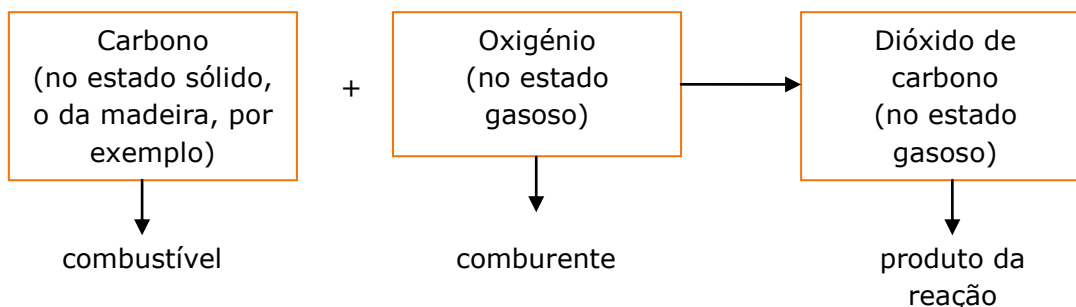 Carbono
(no estado sólido,
o da madeira, por
exemplo)
+
Oxigénio
(no estado
gasoso)
Dióxido de
carbono
(no estado
gasoso)
combustível
comburente
produto da
reação